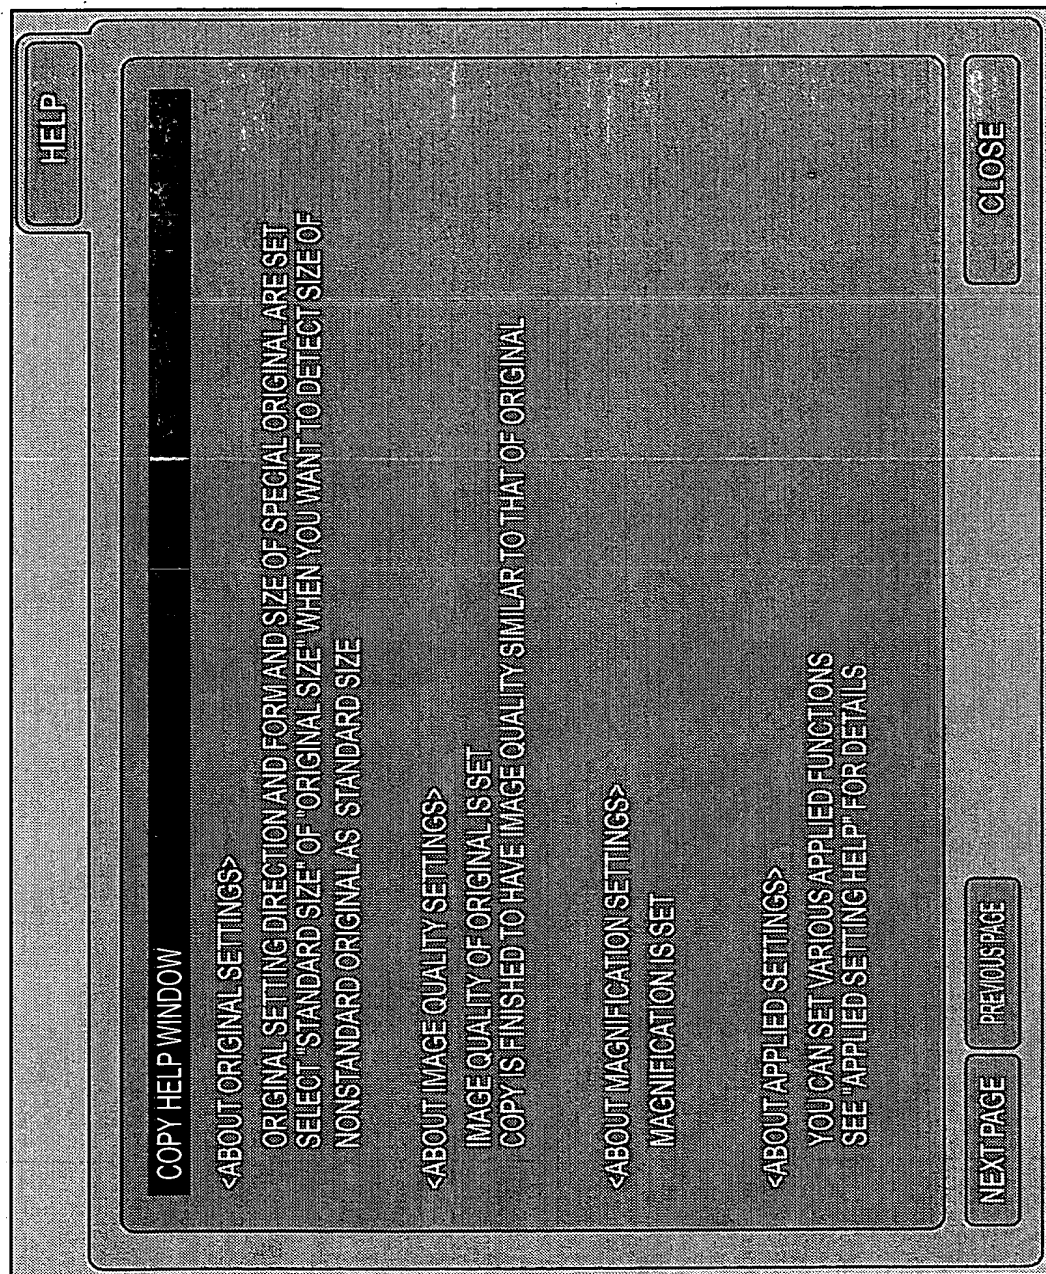 HELP
COPY HELP WINDOW
<ABOUT ORIGINAL SETTINGS>
ORIGINAL SETTING DIRECTION AND FORM AND SIZE OF SPECIAL ORIGINAL ARE SET
SELECT "STANDARD SIZE" OF "ORIGINAL SIZE" WHEN YOU WANT TO DETECT SIZE OF
NONSTANDARD ORIGINAL AS STANDARD SIZE
<ABOUT IMAGE QUALITY SETTINGS>
IMAGE QUALITY OF ORIGINAL IS SET
COPY IS FINISHED TO HAVE IMAGE QUALITY SIMILAR TO THAT OF ORIGINAL
<ABOUT MAGNIFICATION SETTINGS>
MAGNIFICATION IS SET
<ABOUT APPLIED SETTINGS>
YOU CAN SET VARIOUS APPLIED FUNCTIONS
SEE "APPLIED SETTING HELP" FOR DETAILS
NEXT PAGE
PREVIOUS PAGE
CLOSE